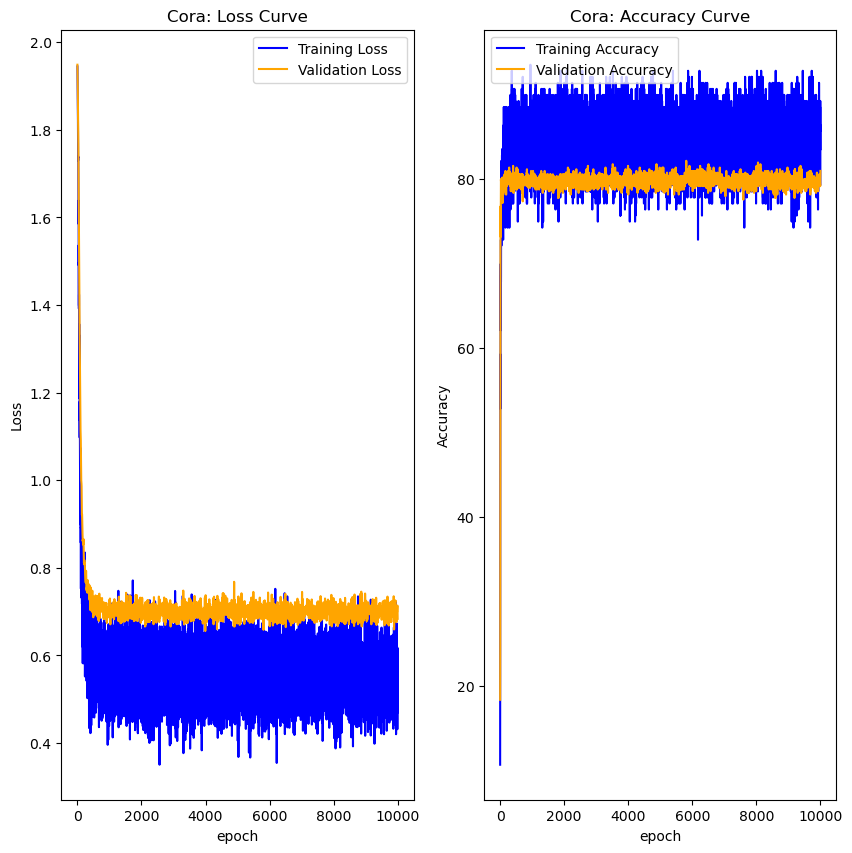 Cora: Loss Curve
Training Loss
Validation Loss
Loss
2.0
1.8
1.6
1.4
1.2
1.0
0.8
0.6
0.4
0
2000
4000
6000
8000
10000
epoch
Cora: Accuracy Curve
Training Accuracy
Validation Accuracy
Accuracy
80
60
40
20
0
2000
4000
6000
8000
10000
epoch